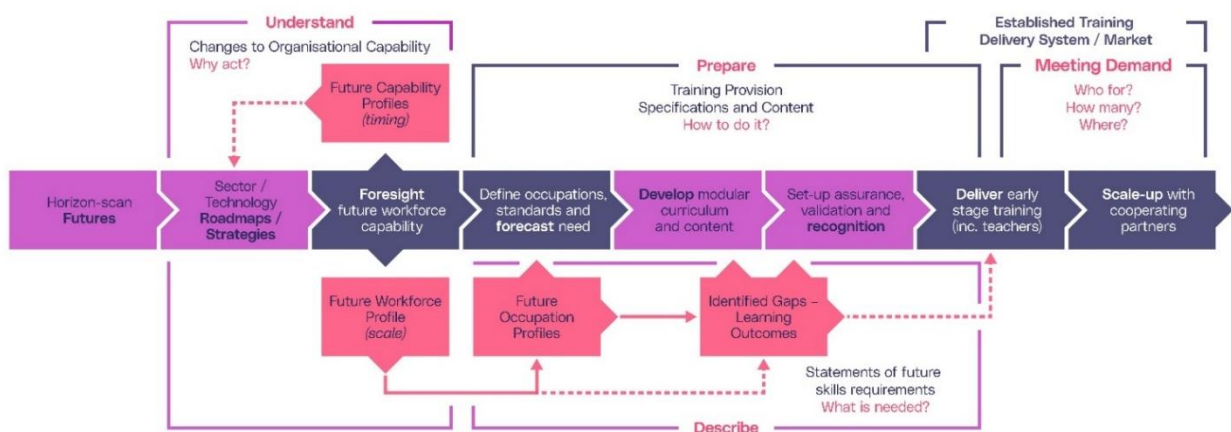 Understand
Changes to Organisational Capability
Why act?
Future Capability
Profiles
(timing)
Prepare
Training Provision
Specifications and Content
How to do it?
Established Training
Delivery System / Market
Meeting Demand
Who for?
How many?
Where?
Horizon-scan
Futures
Sector /
Technology
Roadmaps /
Strategies
Foresight
future workforce
capability
Define occupations,
standards and
forecast need
Develop modular
curriculum
and content
Set-up assurance,
validation and
recognition
Deliver early
stage training
(inc. teachers)
Scale-up with
cooperating
partners
Future Workforce
Profile
(scale)
Future
Occupation
Profiles
Identified Gaps –
Learning
Outcomes
Statements of future
skills requirements
What is needed?
Describe